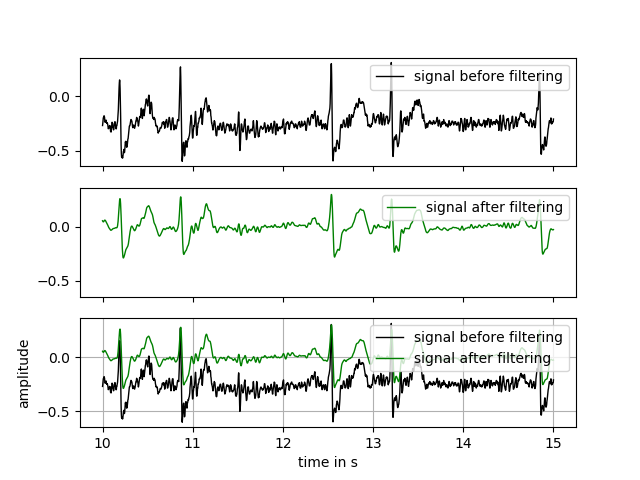 signal before filtering
0.0
−0.5
signal after filtering
0.0
−0.5
signal before filtering
signal after filtering
0.0
−0.5
amplitude
10 11 12 13 14 15
time in s